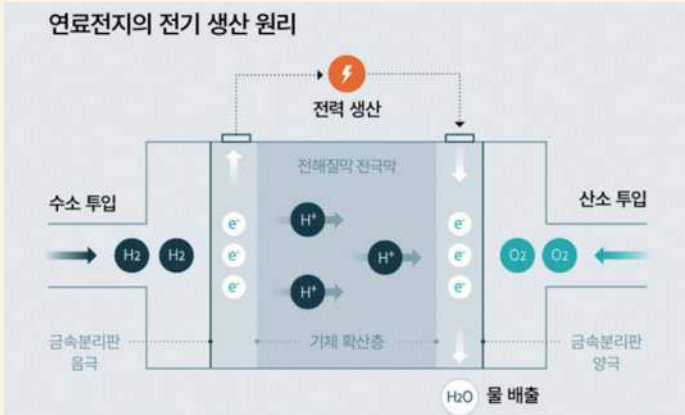 연료전지의 전기 생산 원리
전력 생산
전해질막 전극막
수소 투입
산소 투입
H2 H2
e-
e-
e-
H+
H+
H+
e-
e-
e-
O2 O2
금속분리판
음극
기체 확산층
금속분리판
양극
H2O 물 배출